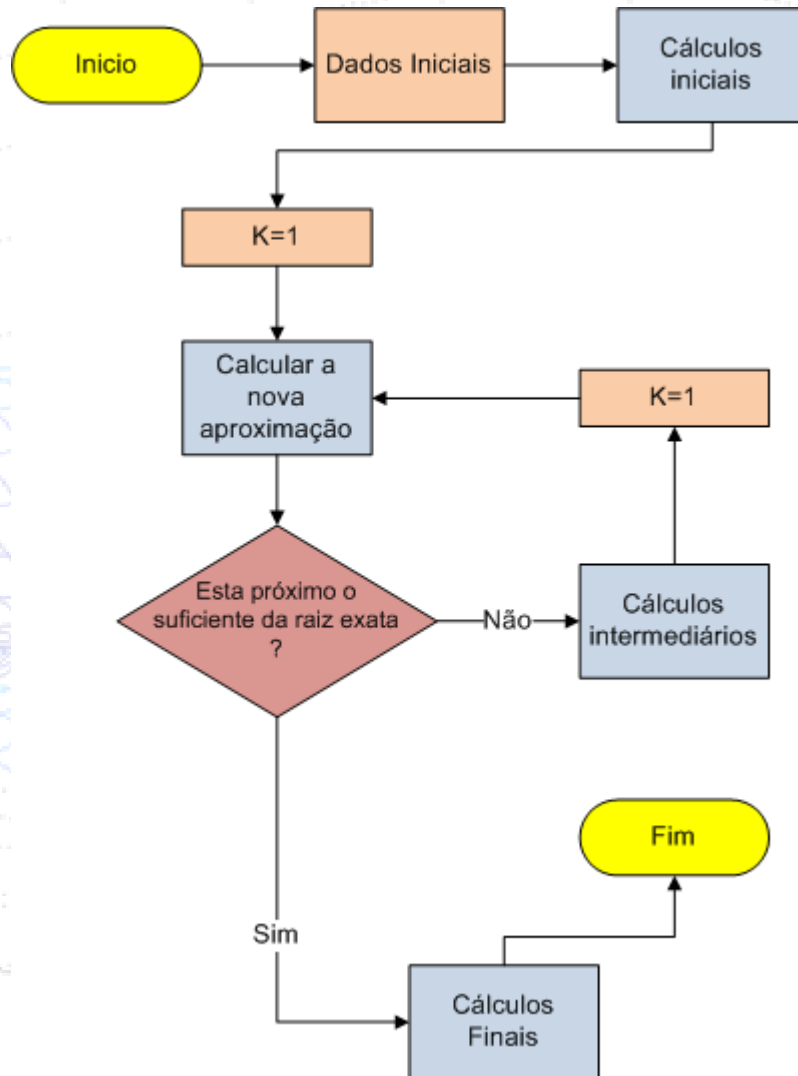 Inicio
Dados Iniciais
Cálculos
iniciais
K=1
Calcular a
nova
aproximação
K=1
Esta próximo o
suficiente da raiz exata
?
Não
Cálculos
intermediários
Fim
Sim
Cálculos
Finais